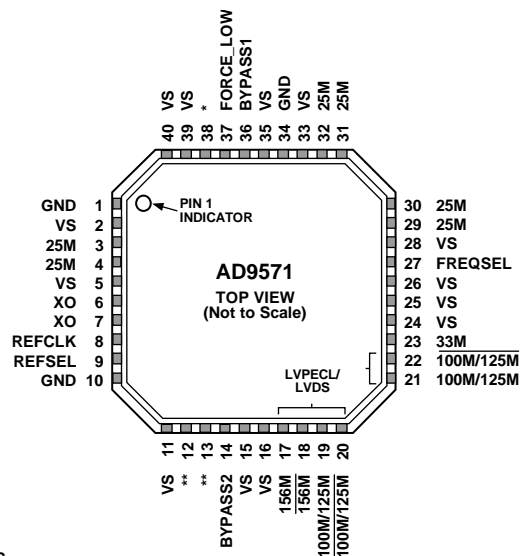 40 VS
39 VS
38 *
37 FORCE_LOW
36 BYPASS1
35 VS
34 GND
33 VS
32 25M
31 25M
GND 1
VS 2
25M 3
25M 4
VS 5
XO 6
XO 7
REFCLK 8
REFSEL 9
GND 10
PIN 1
INDICATOR
AD9571
TOP VIEW
(Not to Scale)
LVPECL/
LVDS
30 25M
29 25M
28 VS
27 FREQSEL
26 VS
25 VS
24 VS
23 33M
22 100M/125M
21 100M/125M
VS 11
** 12
** 13
BYPASS2 14
VS 15
VS 16
156M 17
156M 18
100M/125M 19
100M/125M 20